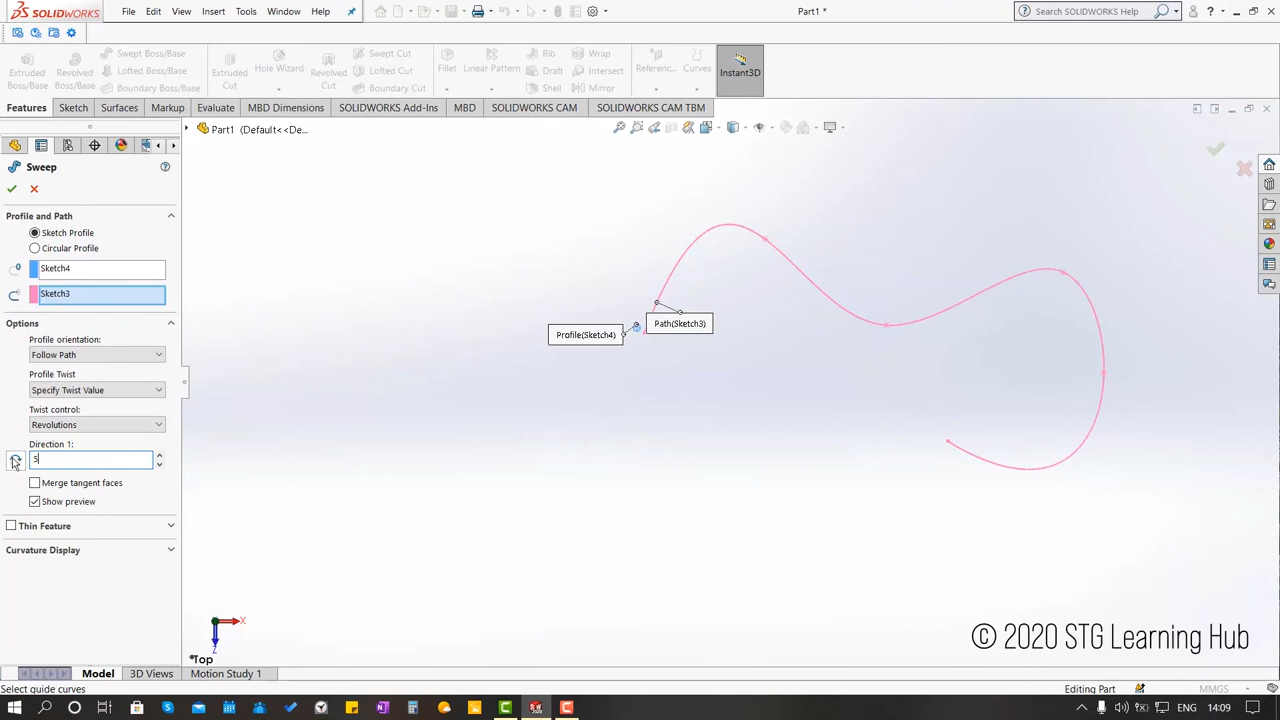 SOLIDWORKS File Edit View Insert Tools Window Part1 * Search SOLIDWORKS Help
Extruded Boss/Base
Revolved Boss/Base
Swept Boss/Base
Lofted Boss/Base
Boundary Boss/Base
Extruded Cut
Hole Wizard
Revolved Cut
Swept Cut
Lofted Cut
Boundary Cut
Fillet
Linear Pattern
Rib
Draft
Shell
Wrap
Intersect
Mirror
Referenc...
Curves
Instant3D
Features Sketch Surfaces Markup Evaluate MBD Dimensions SOLIDWORKS Add-Ins MBD SOLIDWORKS CAM SOLIDWORKS CAM TBM
Part1 (Default<<De...
Sweep
Profile and Path
Sketch Profile
Circular Profile
Sketch4
Sketch3
Options
Profile orientation:
Follow Path
Profile Twist
Specify Twist Value
Twist control:
Revolutions
Direction 1:
5
Merge tangent faces
Show preview
Thin Feature
Curvature Display
Profile(Sketch4)
Path(Sketch3)
X
Z
*Top
© 2020 STG Learning Hub
Model 3D Views Motion Study 1
Select guide curves Editing Part MMGS
ENG 14:09